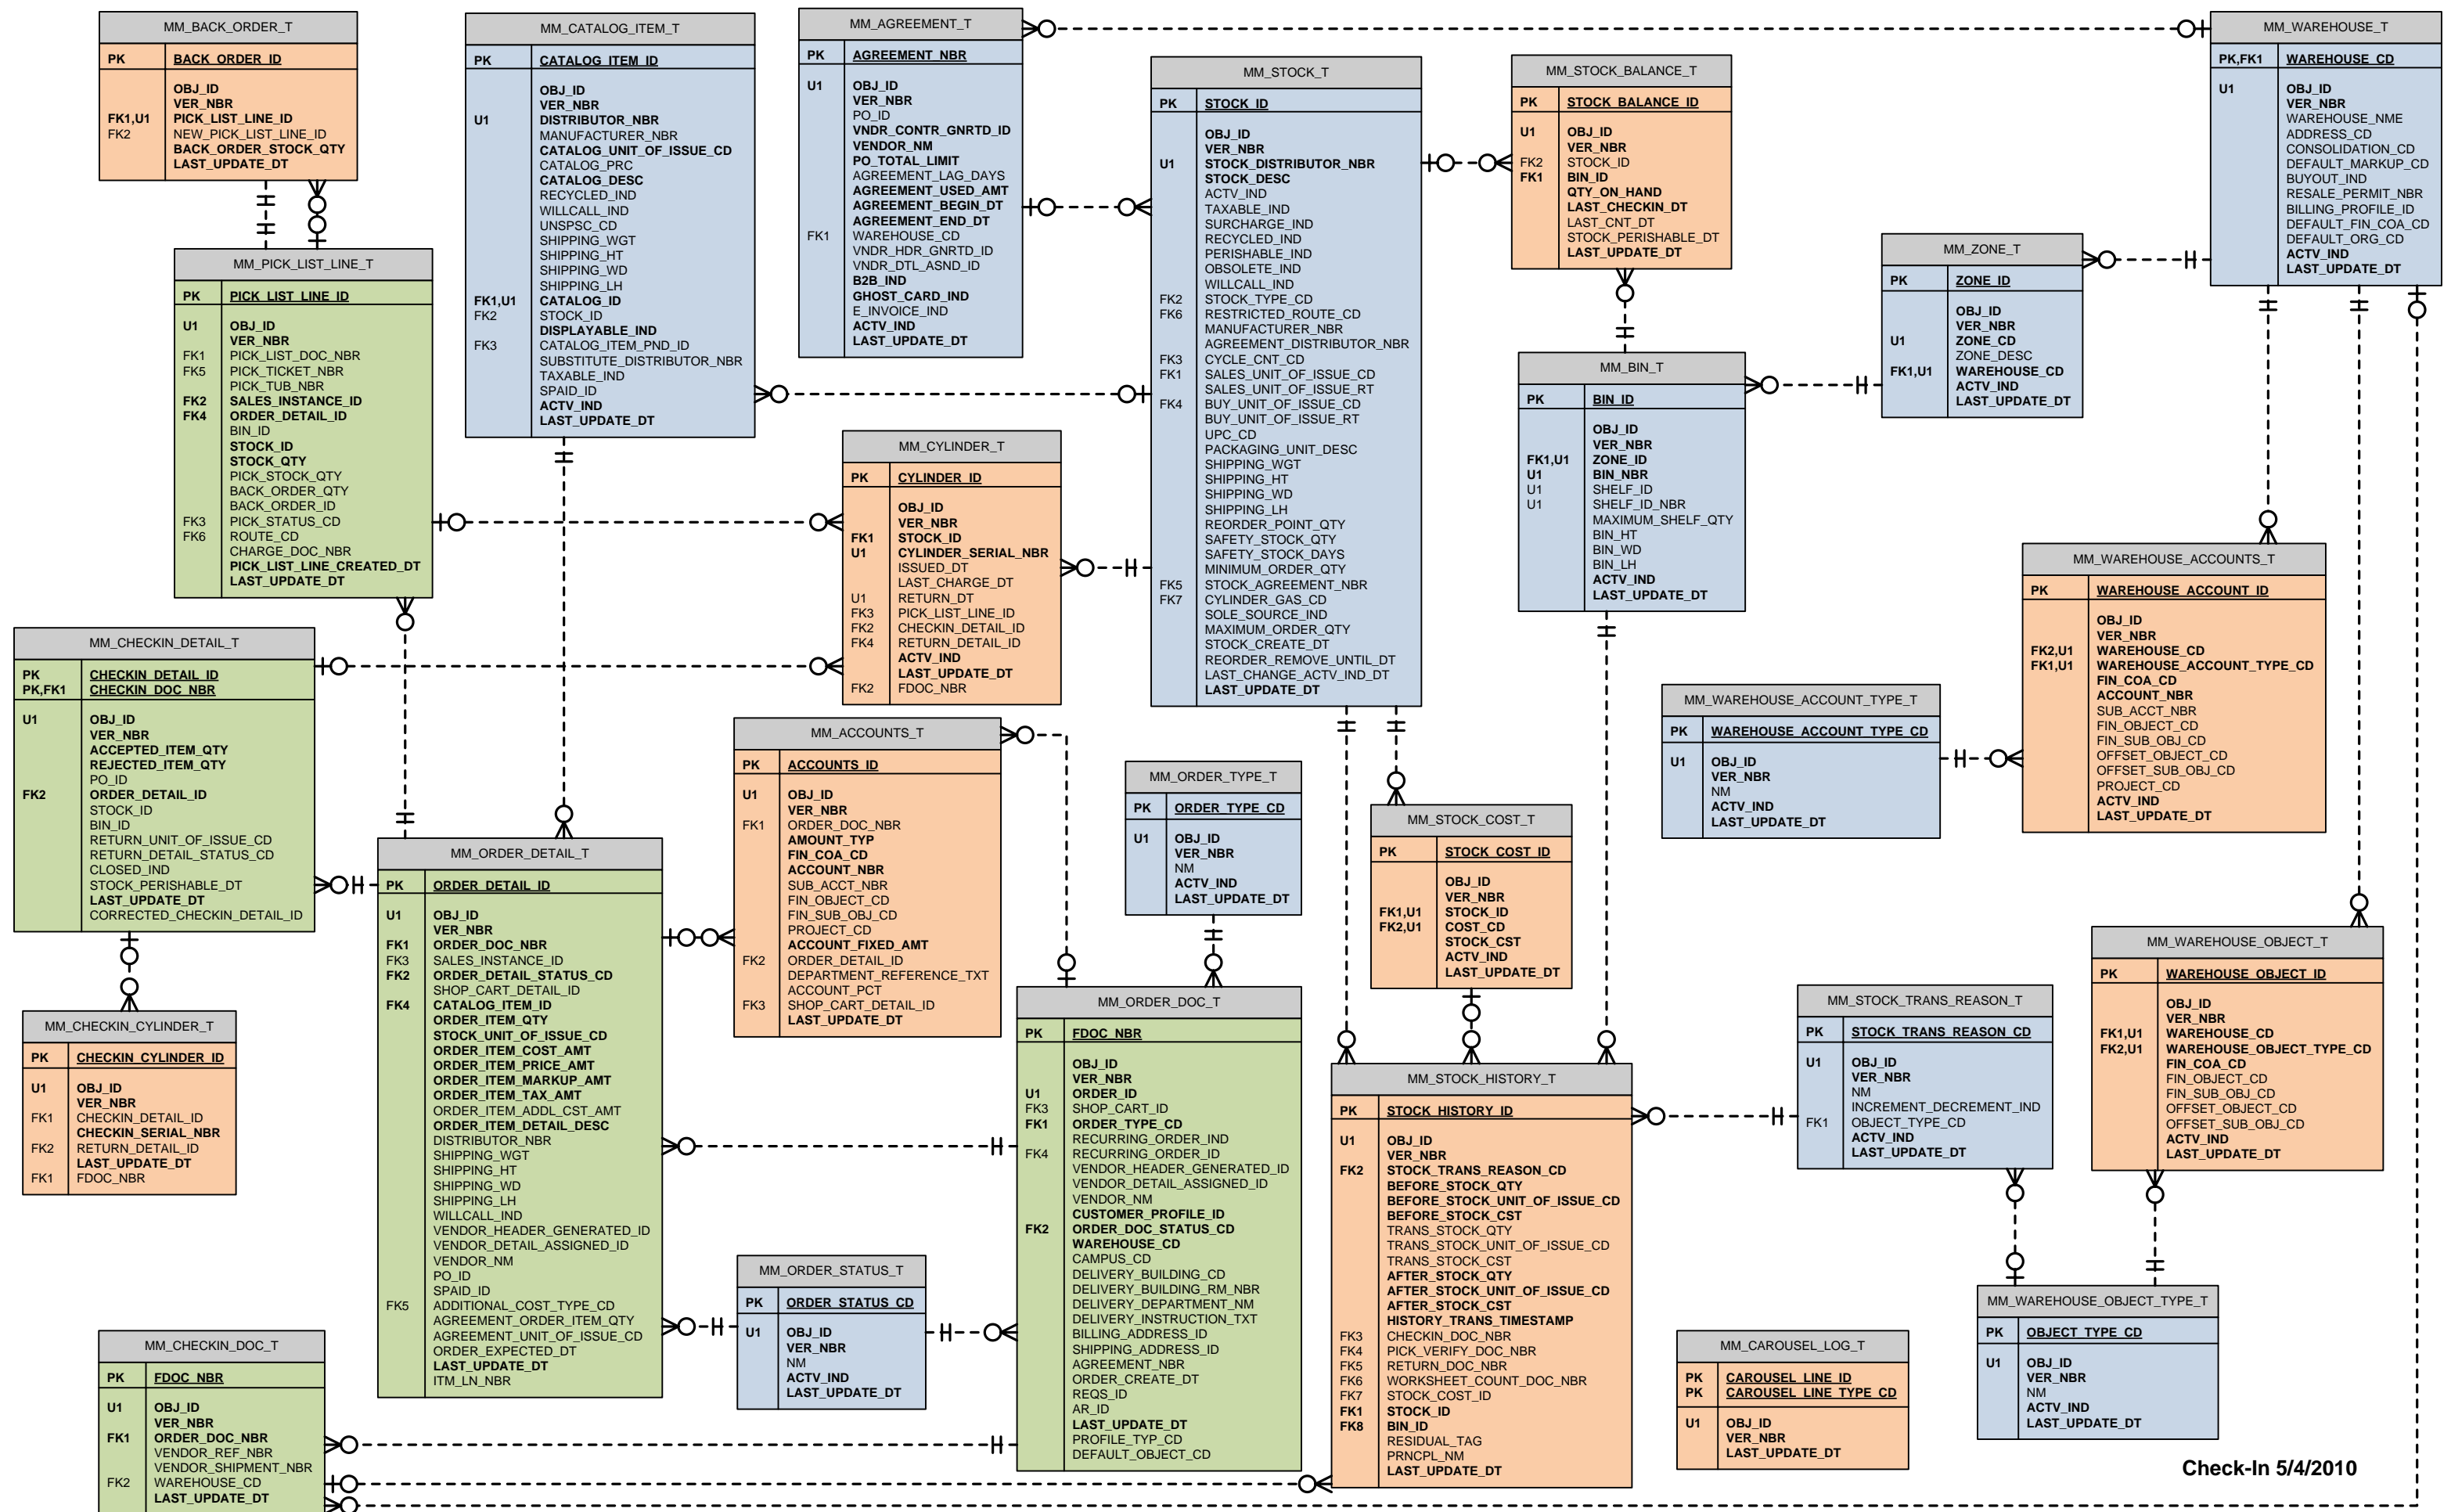 MM_BACK_ORDER_T
PK BACK_ORDER_ID
OBJ_ID
VER_NBR
FK1,U1 PICK_LIST_LINE_ID
FK2 NEW_PICK_LIST_LINE_ID
BACK_ORDER_STOCK_QTY
LAST_UPDATE_DT
MM_CATALOG_ITEM_T
PK CATALOG_ITEM_ID
OBJ_ID
VER_NBR
U1 DISTRIBUTOR_NBR
MANUFACTURER_NBR
CATALOG_UNIT_OF_ISSUE_CD
CATALOG_PRC
CATALOG_DESC
RECYCLED_IND
WILLCALL_IND
UNSPSC_CD
SHIPPING_WGT
SHIPPING_HT
SHIPPING_WD
SHIPPING_LH
FK1,U1 CATALOG_ID
FK2 STOCK_ID
DISPLAYABLE_IND
FK3 CATALOG_ITEM_PND_ID
SUBSTITUTE_DISTRIBUTOR_NBR
TAXABLE_IND
SPAID_ID
ACTV_IND
LAST_UPDATE_DT
MM_AGREEMENT_T
PK AGREEMENT_NBR
U1 OBJ_ID
VER_NBR
PO_ID
VNDR_CONTR_GNRTD_ID
VENDOR_NM
PO_TOTAL_LIMIT
AGREEMENT_LAG_DAYS
AGREEMENT_USED_AMT
AGREEMENT_BEGIN_DT
AGREEMENT_END_DT
FK1 WAREHOUSE_CD
VNDR_HDR_GNRTD_ID
VNDR_DTL_ASND_ID
B2B_IND
GHOST_CARD_IND
E_INVOICE_IND
ACTV_IND
LAST_UPDATE_DT
MM_STOCK_T
PK STOCK_ID
OBJ_ID
VER_NBR
U1 STOCK_DISTRIBUTOR_NBR
STOCK_DESC
ACTV_IND
TAXABLE_IND
SURCHARGE_IND
RECYCLED_IND
PERISHABLE_IND
OBSOLETE_IND
WILLCALL_IND
FK2 STOCK_TYPE_CD
FK6 RESTRICTED_ROUTE_CD
MANUFACTURER_NBR
AGREEMENT_DISTRIBUTOR_NBR
FK3 CYCLE_CNT_CD
FK1 SALES_UNIT_OF_ISSUE_CD
SALES_UNIT_OF_ISSUE_RT
FK4 BUY_UNIT_OF_ISSUE_CD
BUY_UNIT_OF_ISSUE_RT
UPC_CD
PACKAGING_UNIT_DESC
SHIPPING_WGT
SHIPPING_HT
SHIPPING_WD
SHIPPING_LH
REORDER_POINT_QTY
SAFETY_STOCK_QTY
SAFETY_STOCK_DAYS
MINIMUM_ORDER_QTY
FK5 STOCK_AGREEMENT_NBR
FK7 CYLINDER_GAS_CD
SOLE_SOURCE_IND
MAXIMUM_ORDER_QTY
STOCK_CREATE_DT
REORDER_REMOVE_UNTIL_DT
LAST_CHANGE_ACTV_IND_DT
LAST_UPDATE_DT
MM_STOCK_BALANCE_T
PK STOCK_BALANCE_ID
U1 OBJ_ID
VER_NBR
FK2 STOCK_ID
FK1 BIN_ID
QTY_ON_HAND
LAST_CHECKIN_DT
LAST_CNT_DT
STOCK_PERISHABLE_DT
LAST_UPDATE_DT
MM_WAREHOUSE_T
PK,FK1 WAREHOUSE_CD
U1 OBJ_ID
VER_NBR
WAREHOUSE_NME
ADDRESS_CD
CONSOLIDATION_CD
DEFAULT_MARKUP_CD
BUYOUT_IND
RESALE_PERMIT_NBR
BILLING_PROFILE_ID
DEFAULT_FIN_COA_CD
DEFAULT_ORG_CD
ACTV_IND
LAST_UPDATE_DT
MM_ZONE_T
PK ZONE_ID
OBJ_ID
VER_NBR
U1 ZONE_CD
ZONE_DESC
FK1,U1 WAREHOUSE_CD
ACTV_IND
LAST_UPDATE_DT
MM_PICK_LIST_LINE_T
PK PICK_LIST_LINE_ID
U1 OBJ_ID
VER_NBR
FK1 PICK_LIST_DOC_NBR
FK5 PICK_TICKET_NBR
PICK_TUB_NBR
FK2 SALES_INSTANCE_ID
FK4 ORDER_DETAIL_ID
BIN_ID
STOCK_ID
STOCK_QTY
PICK_STOCK_QTY
BACK_ORDER_QTY
BACK_ORDER_ID
FK3 PICK_STATUS_CD
FK6 ROUTE_CD
CHARGE_DOC_NBR
PICK_LIST_LINE_CREATED_DT
LAST_UPDATE_DT
MM_BIN_T
PK BIN_ID
OBJ_ID
VER_NBR
FK1,U1 ZONE_ID
U1 BIN_NBR
U1 SHELF_ID
U1 SHELF_ID_NBR
MAXIMUM_SHELF_QTY
BIN_HT
BIN_WD
BIN_LH
ACTV_IND
LAST_UPDATE_DT
MM_CYLINDER_T
PK CYLINDER_ID
OBJ_ID
VER_NBR
FK1 STOCK_ID
U1 CYLINDER_SERIAL_NBR
ISSUED_DT
LAST_CHARGE_DT
U1 RETURN_DT
FK3 PICK_LIST_LINE_ID
FK2 CHECKIN_DETAIL_ID
FK4 RETURN_DETAIL_ID
ACTV_IND
LAST_UPDATE_DT
FK2 FDOC_NBR
MM_WAREHOUSE_ACCOUNTS_T
PK WAREHOUSE_ACCOUNT_ID
OBJ_ID
VER_NBR
FK2,U1 WAREHOUSE_CD
FK1,U1 WAREHOUSE_ACCOUNT_TYPE_CD
FIN_COA_CD
ACCOUNT_NBR
SUB_ACCT_NBR
FIN_OBJECT_CD
FIN_SUB_OBJ_CD
OFFSET_OBJECT_CD
OFFSET_SUB_OBJ_CD
PROJECT_CD
ACTV_IND
LAST_UPDATE_DT
MM_CHECKIN_DETAIL_T
PK CHECKIN_DETAIL_ID
PK,FK1 CHECKIN_DOC_NBR
U1 OBJ_ID
VER_NBR
ACCEPTED_ITEM_QTY
REJECTED_ITEM_QTY
PO_ID
FK2 ORDER_DETAIL_ID
STOCK_ID
BIN_ID
RETURN_UNIT_OF_ISSUE_CD
RETURN_DETAIL_STATUS_CD
CLOSED_IND
STOCK_PERISHABLE_DT
LAST_UPDATE_DT
CORRECTED_CHECKIN_DETAIL_ID
MM_WAREHOUSE_ACCOUNT_TYPE_T
PK WAREHOUSE_ACCOUNT_TYPE_CD
U1 OBJ_ID
VER_NBR
NM
ACTV_IND
LAST_UPDATE_DT
MM_ACCOUNTS_T
PK ACCOUNTS_ID
U1 OBJ_ID
VER_NBR
FK1 ORDER_DOC_NBR
AMOUNT_TYP
FIN_COA_CD
ACCOUNT_NBR
SUB_ACCT_NBR
FIN_OBJECT_CD
FIN_SUB_OBJ_CD
PROJECT_CD
ACCOUNT_FIXED_AMT
FK2 ORDER_DETAIL_ID
DEPARTMENT_REFERENCE_TXT
ACCOUNT_PCT
FK3 SHOP_CART_DETAIL_ID
LAST_UPDATE_DT
MM_ORDER_TYPE_T
PK ORDER_TYPE_CD
U1 OBJ_ID
VER_NBR
NM
ACTV_IND
LAST_UPDATE_DT
MM_STOCK_COST_T
PK STOCK_COST_ID
OBJ_ID
VER_NBR
FK1,U1 STOCK_ID
FK2,U1 COST_CD
STOCK_CST
ACTV_IND
LAST_UPDATE_DT
MM_ORDER_DETAIL_T
PK ORDER_DETAIL_ID
U1 OBJ_ID
VER_NBR
FK1 ORDER_DOC_NBR
FK3 SALES_INSTANCE_ID
FK2 ORDER_DETAIL_STATUS_CD
SHOP_CART_DETAIL_ID
FK4 CATALOG_ITEM_ID
ORDER_ITEM_QTY
STOCK_UNIT_OF_ISSUE_CD
ORDER_ITEM_COST_AMT
ORDER_ITEM_PRICE_AMT
ORDER_ITEM_MARKUP_AMT
ORDER_ITEM_TAX_AMT
ORDER_ITEM_ADDL_CST_AMT
ORDER_ITEM_DETAIL_DESC
DISTRIBUTOR_NBR
SHIPPING_WGT
SHIPPING_HT
SHIPPING_WD
SHIPPING_LH
WILLCALL_IND
VENDOR_HEADER_GENERATED_ID
VENDOR_DETAIL_ASSIGNED_ID
VENDOR_NM
PO_ID
SPAID_ID
FK5 ADDITIONAL_COST_TYPE_CD
AGREEMENT_ORDER_ITEM_QTY
AGREEMENT_UNIT_OF_ISSUE_CD
ORDER_EXPECTED_DT
LAST_UPDATE_DT
ITM_LN_NBR
MM_WAREHOUSE_OBJECT_T
PK WAREHOUSE_OBJECT_ID
OBJ_ID
VER_NBR
FK1,U1 WAREHOUSE_CD
FK2,U1 WAREHOUSE_OBJECT_TYPE_CD
FIN_COA_CD
FIN_OBJECT_CD
FIN_SUB_OBJ_CD
OFFSET_OBJECT_CD
OFFSET_SUB_OBJ_CD
ACTV_IND
LAST_UPDATE_DT
MM_ORDER_DOC_T
PK FDOC_NBR
OBJ_ID
VER_NBR
U1 ORDER_ID
FK3 SHOP_CART_ID
FK1 ORDER_TYPE_CD
RECURRING_ORDER_IND
FK4 RECURRING_ORDER_ID
VENDOR_HEADER_GENERATED_ID
VENDOR_DETAIL_ASSIGNED_ID
VENDOR_NM
CUSTOMER_PROFILE_ID
FK2 ORDER_DOC_STATUS_CD
WAREHOUSE_CD
CAMPUS_CD
DELIVERY_BUILDING_CD
DELIVERY_BUILDING_RM_NBR
DELIVERY_DEPARTMENT_NM
DELIVERY_INSTRUCTION_TXT
BILLING_ADDRESS_ID
SHIPPING_ADDRESS_ID
AGREEMENT_NBR
ORDER_CREATE_DT
REQS_ID
AR_ID
LAST_UPDATE_DT
PROFILE_TYP_CD
DEFAULT_OBJECT_CD
MM_STOCK_TRANS_REASON_T
PK STOCK_TRANS_REASON_CD
U1 OBJ_ID
VER_NBR
NM
INCREMENT_DECREMENT_IND
FK1 OBJECT_TYPE_CD
ACTV_IND
LAST_UPDATE_DT
MM_CHECKIN_CYLINDER_T
PK CHECKIN_CYLINDER_ID
U1 OBJ_ID
VER_NBR
FK1 CHECKIN_DETAIL_ID
CHECKIN_SERIAL_NBR
FK2 RETURN_DETAIL_ID
LAST_UPDATE_DT
FK1 FDOC_NBR
MM_STOCK_HISTORY_T
PK STOCK_HISTORY_ID
U1 OBJ_ID
VER_NBR
FK2 STOCK_TRANS_REASON_CD
BEFORE_STOCK_QTY
BEFORE_STOCK_UNIT_OF_ISSUE_CD
BEFORE_STOCK_CST
TRANS_STOCK_QTY
TRANS_STOCK_UNIT_OF_ISSUE_CD
TRANS_STOCK_CST
AFTER_STOCK_QTY
AFTER_STOCK_UNIT_OF_ISSUE_CD
AFTER_STOCK_CST
HISTORY_TRANS_TIMESTAMP
FK3 CHECKIN_DOC_NBR
FK4 PICK_VERIFY_DOC_NBR
FK5 RETURN_DOC_NBR
FK6 WORKSHEET_COUNT_DOC_NBR
FK7 STOCK_COST_ID
FK1 STOCK_ID
FK8 BIN_ID
RESIDUAL_TAG
PRNCPL_NM
LAST_UPDATE_DT
MM_ORDER_STATUS_T
PK ORDER_STATUS_CD
U1 OBJ_ID
VER_NBR
NM
ACTV_IND
LAST_UPDATE_DT
MM_WAREHOUSE_OBJECT_TYPE_T
PK OBJECT_TYPE_CD
U1 OBJ_ID
VER_NBR
NM
ACTV_IND
LAST_UPDATE_DT
MM_CHECKIN_DOC_T
PK FDOC_NBR
U1 OBJ_ID
VER_NBR
FK1 ORDER_DOC_NBR
VENDOR_REF_NBR
VENDOR_SHIPMENT_NBR
FK2 WAREHOUSE_CD
LAST_UPDATE_DT
MM_CAROUSEL_LOG_T
PK CAROUSEL_LINE_ID
PK CAROUSEL_LINE_TYPE_CD
U1 OBJ_ID
VER_NBR
LAST_UPDATE_DT
Check-In 5/4/2010